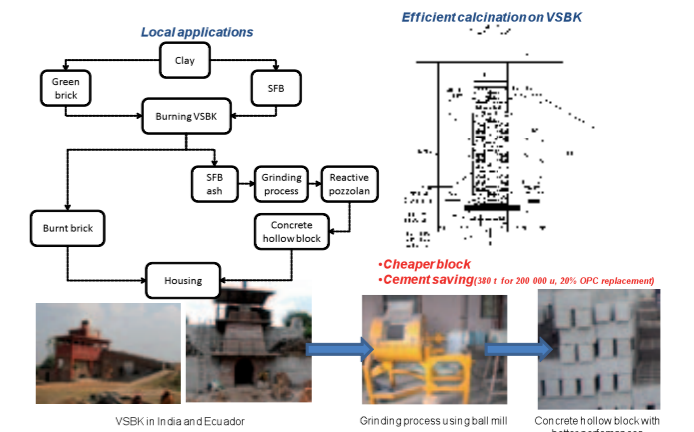 Local applications
Efficient calcination on VSBK
Clay
Green
brick
SFB
Burning VSBK
SFB
ash
Grinding
process
Reactive
pozzolan
Burnt brick
Concrete
hollow block
Housing
•Cheaper block
•Cement saving(380 t for 200 000 u, 20% OPC replacement)
VSBK in India and Ecuador
Grinding process using ball mill
Concrete hollow block with